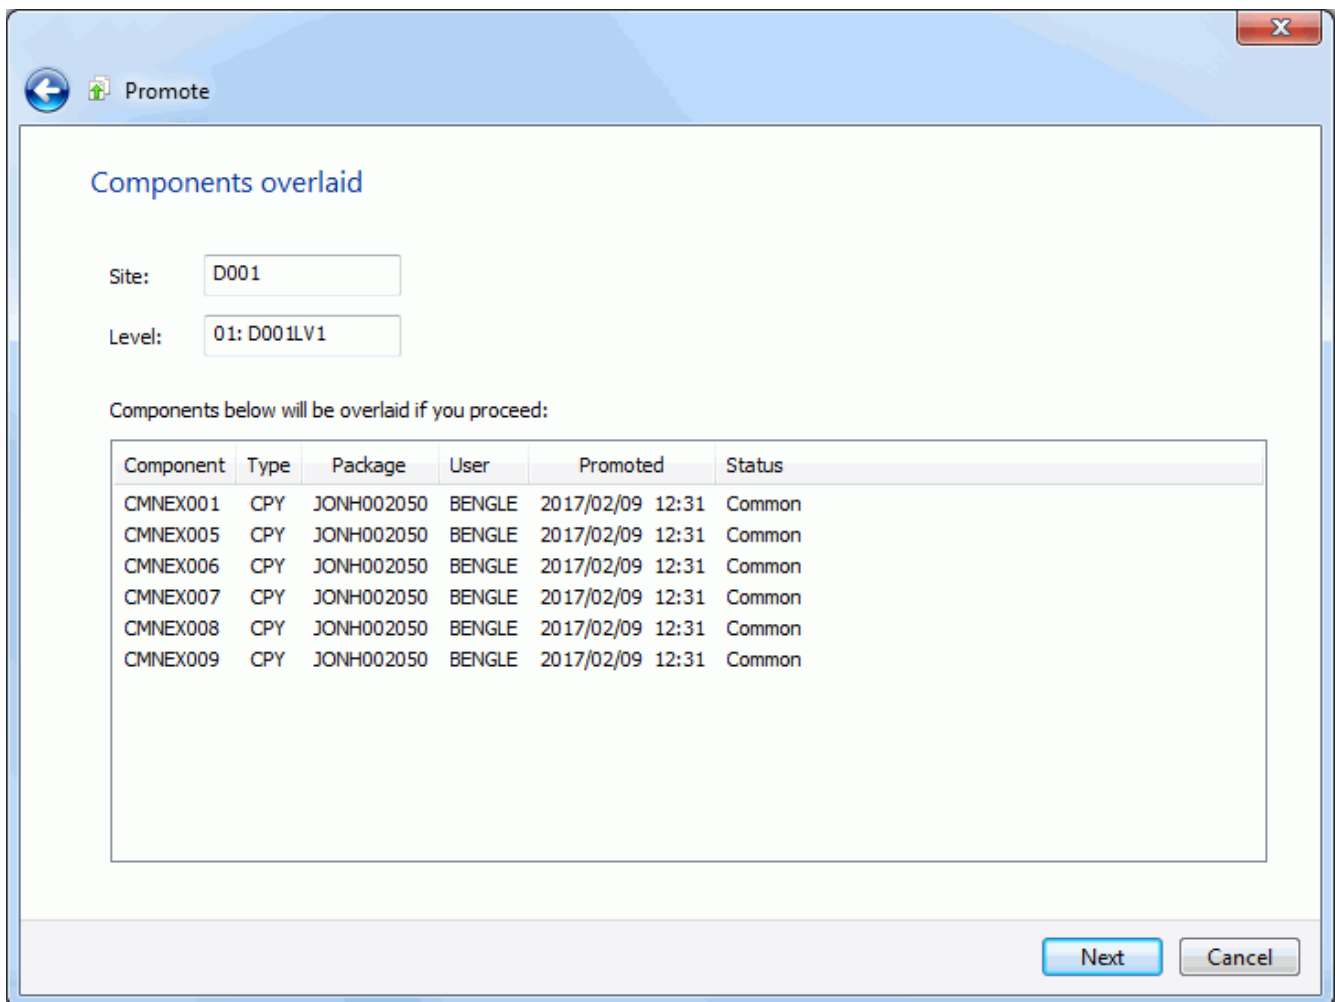 Promote
Components overlaid
Site: D001
Level: 01: D001LV1
Components below will be overlaid if you proceed:
Component Type Package User Promoted Status
CMNEX001 CPY JONH002050 BENGLE 2017/02/09 12:31 Common
CMNEX005 CPY JONH002050 BENGLE 2017/02/09 12:31 Common
CMNEX006 CPY JONH002050 BENGLE 2017/02/09 12:31 Common
CMNEX007 CPY JONH002050 BENGLE 2017/02/09 12:31 Common
CMNEX008 CPY JONH002050 BENGLE 2017/02/09 12:31 Common
CMNEX009 CPY JONH002050 BENGLE 2017/02/09 12:31 Common
Next Cancel